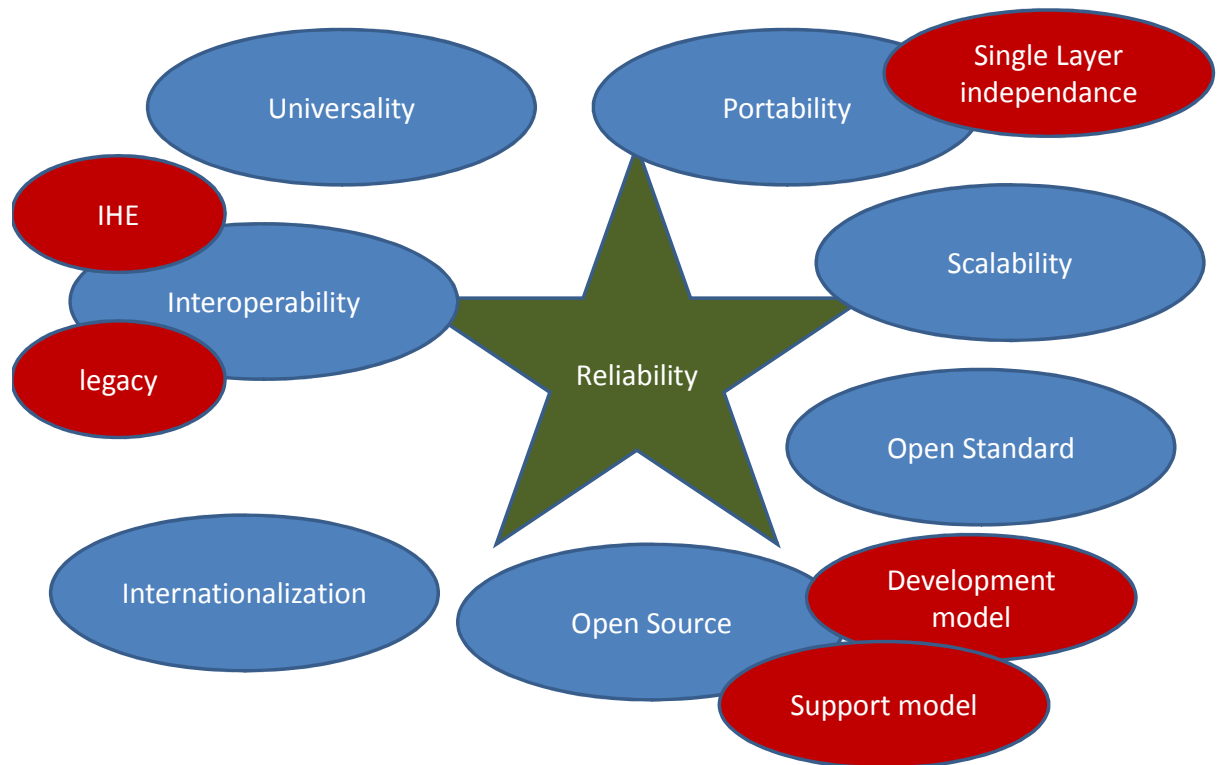 Universality
Portability
Single Layer
independance
IHE
Interoperability
legacy
Scalability
Reliability
Open Standard
Internationalization
Open Source
Development
model
Support model